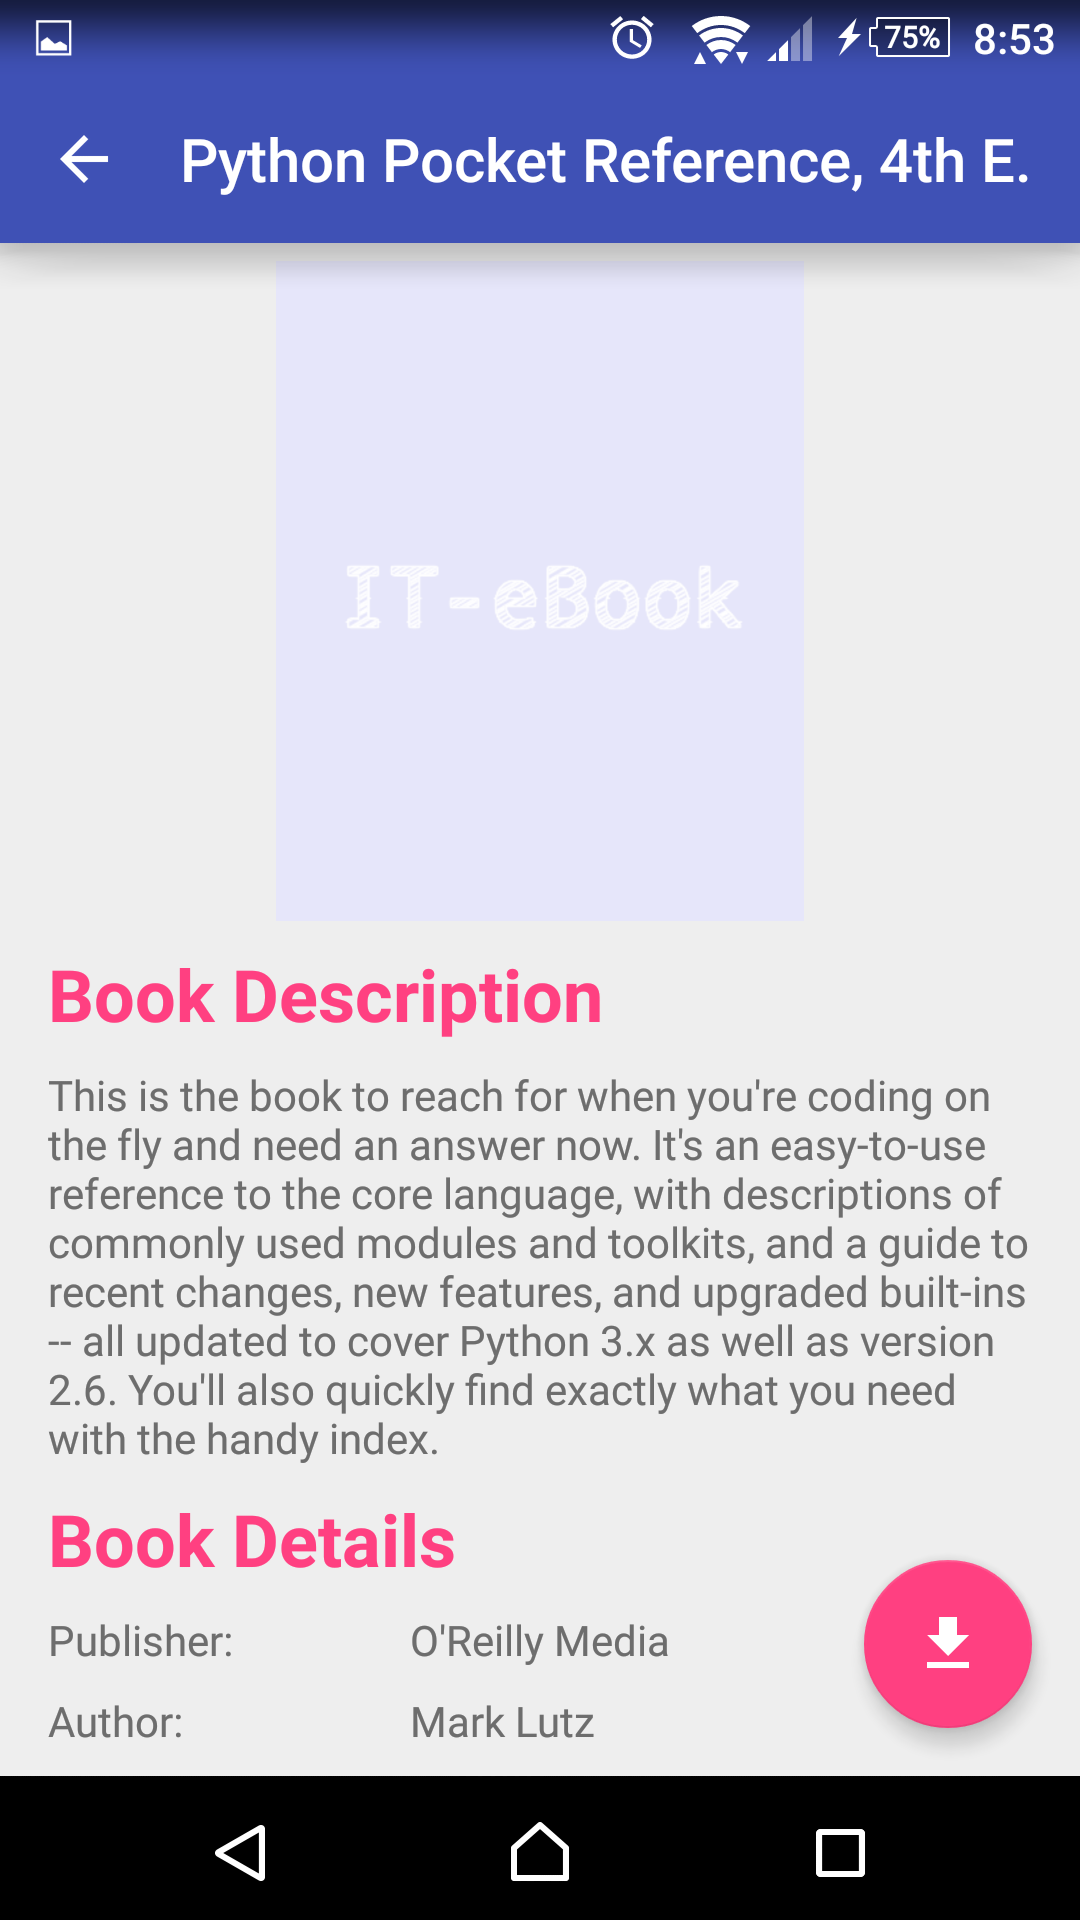 75% 8:53
Python Pocket Reference, 4th E.
IT-eBook
Book Description
This is the book to reach for when you're coding on
the fly and need an answer now. It's an easy-to-use
reference to the core language, with descriptions of
commonly used modules and toolkits, and a guide to
recent changes, new features, and upgraded built-ins
-- all updated to cover Python 3.x as well as version
2.6. You'll also quickly find exactly what you need
with the handy index.
Book Details
Publisher: O'Reilly Media
Author: Mark Lutz